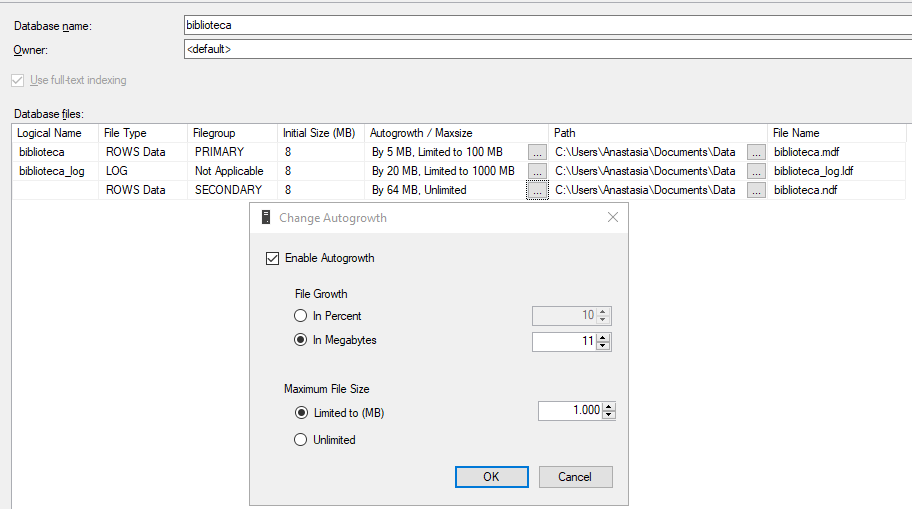 Database name: biblioteca
Owner: <default>
Use full-text indexing
Database files:
Logical Name File Type Filegroup Initial Size (MB) Autogrowth / Maxsize Path File Name
biblioteca ROWS Data PRIMARY 8 By 5 MB, Limited to 100 MB ... C:\Users\Anastasia\Documents\Data ... biblioteca.mdf
biblioteca_log LOG Not Applicable 8 By 20 MB, Limited to 1000 MB ... C:\Users\Anastasia\Documents\Data ... biblioteca_log.ldf
ROWS Data SECONDARY 8 By 64 MB, Unlimited ... C:\Users\Anastasia\Documents\Data ... biblioteca.ndf
Change Autogrowth
Enable Autogrowth
File Growth
In Percent 10
In Megabytes 11
Maximum File Size
Limited to (MB) 1.000
Unlimited
OK Cancel